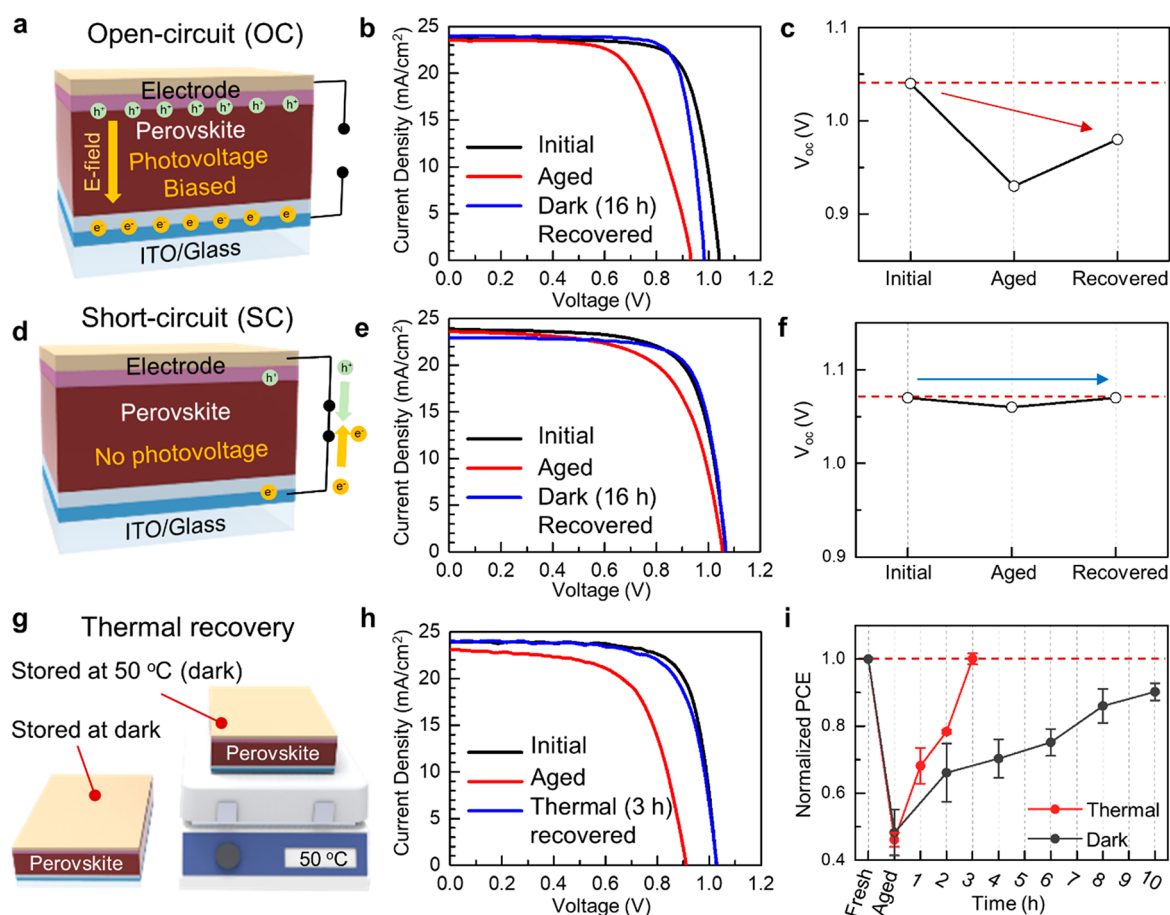 a
Open-circuit (OC)
Electrode
h⁺ h⁺ h⁺ h⁺ h⁺ h⁺ h⁺
E-field
Perovskite
Photovoltage
Biased
e⁻ e⁻ e⁻ e⁻ e⁻ e⁻ e⁻
ITO/Glass
b
Current Density (mA/cm²)
25
20
15
10
5
0
Initial
Aged
Dark (16 h)
Recovered
0.0 0.2 0.4 0.6 0.8 1.0 1.2
Voltage (V)
c
V_oc (V)
1.1
1.0
0.9
Initial Aged Recovered
d
Short-circuit (SC)
Electrode
h⁺ h⁺
Perovskite
No photovoltage
e⁻
e⁻ e⁻
ITO/Glass
e
Current Density (mA/cm²)
25
20
15
10
5
0
Initial
Aged
Dark (16 h)
Recovered
0.0 0.2 0.4 0.6 0.8 1.0 1.2
Voltage (V)
f
V_oc (V)
1.1
1.0
0.9
Initial Aged Recovered
g
Thermal recovery
Stored at 50 °C (dark)
Stored at dark
Perovskite
Perovskite
50 °C
h
Current Density (mA/cm²)
25
20
15
10
5
0
Initial
Aged
Thermal (3 h)
recovered
0.0 0.2 0.4 0.6 0.8 1.0 1.2
Voltage (V)
i
Normalized PCE
1.0
0.8
0.6
0.4
Thermal
Dark
Fresh Aged 1 2 3 4 5 6 7 8 9 10
Time (h)